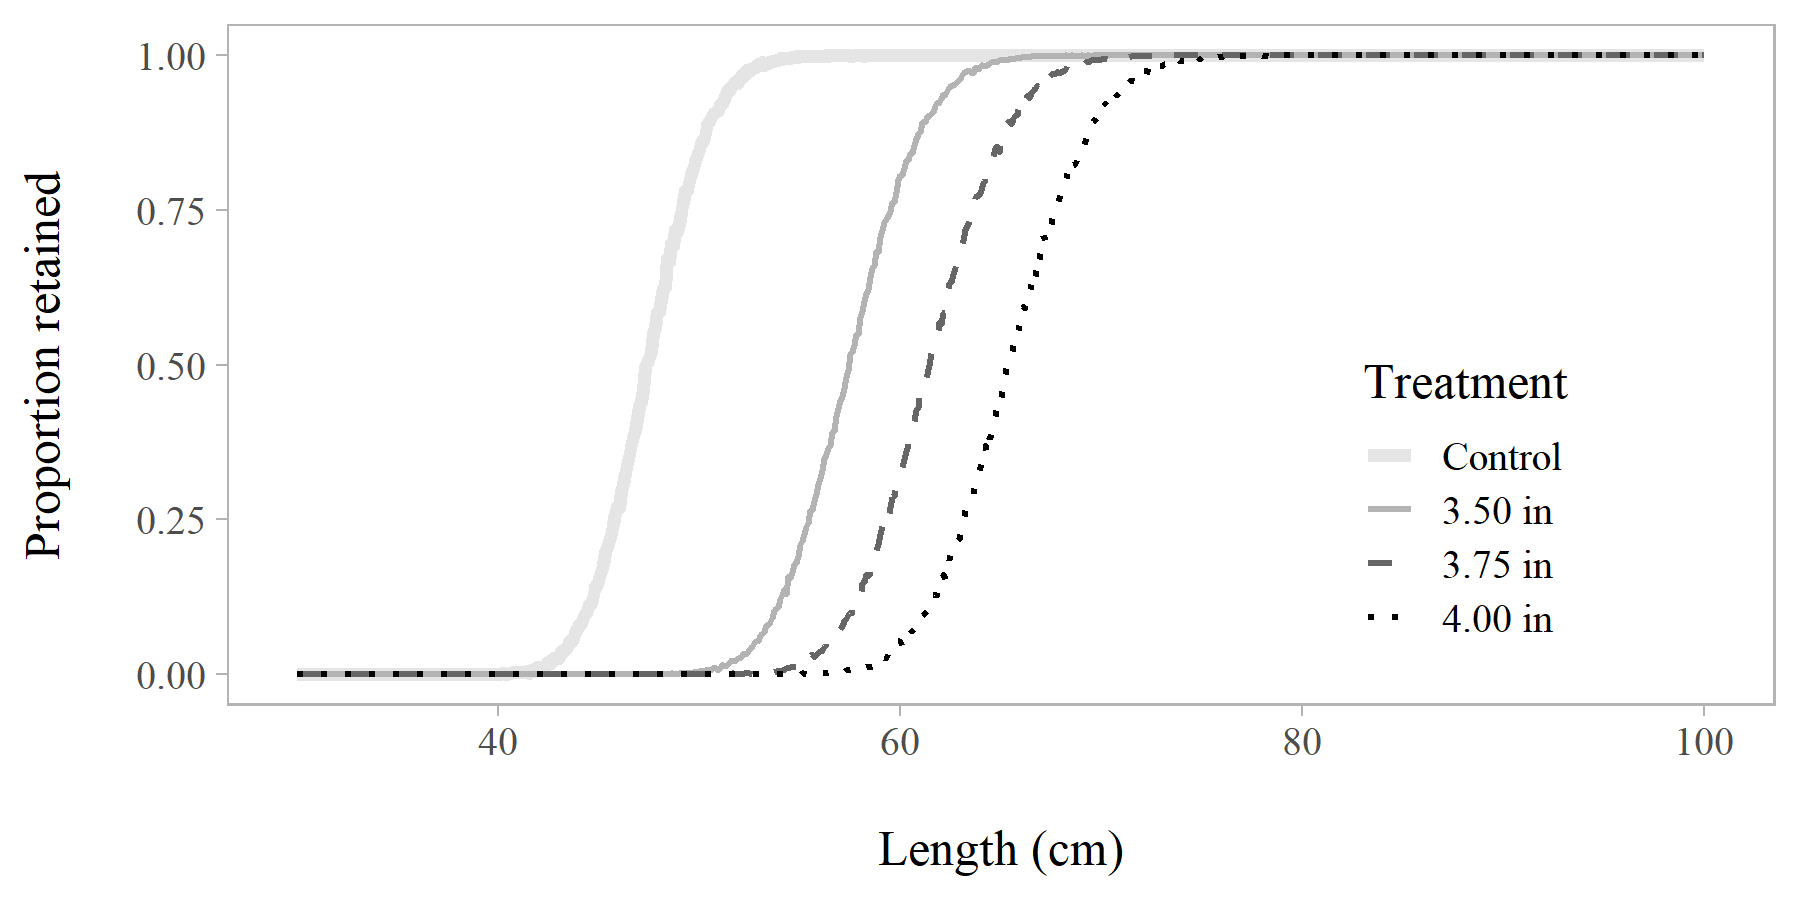 Proportion retained
1.00
0.75
0.50
0.25
0.00
40
60
80
100
Length (cm)
Treatment
Control
3.50 in
3.75 in
4.00 in